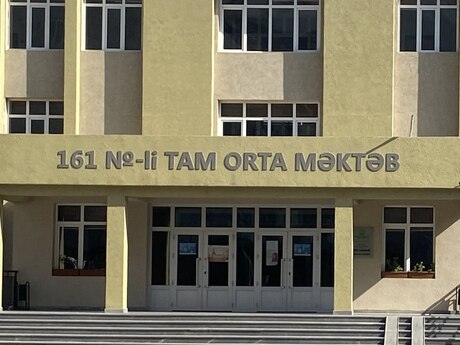 161 №-li TAM ORTA MƏKTƏB